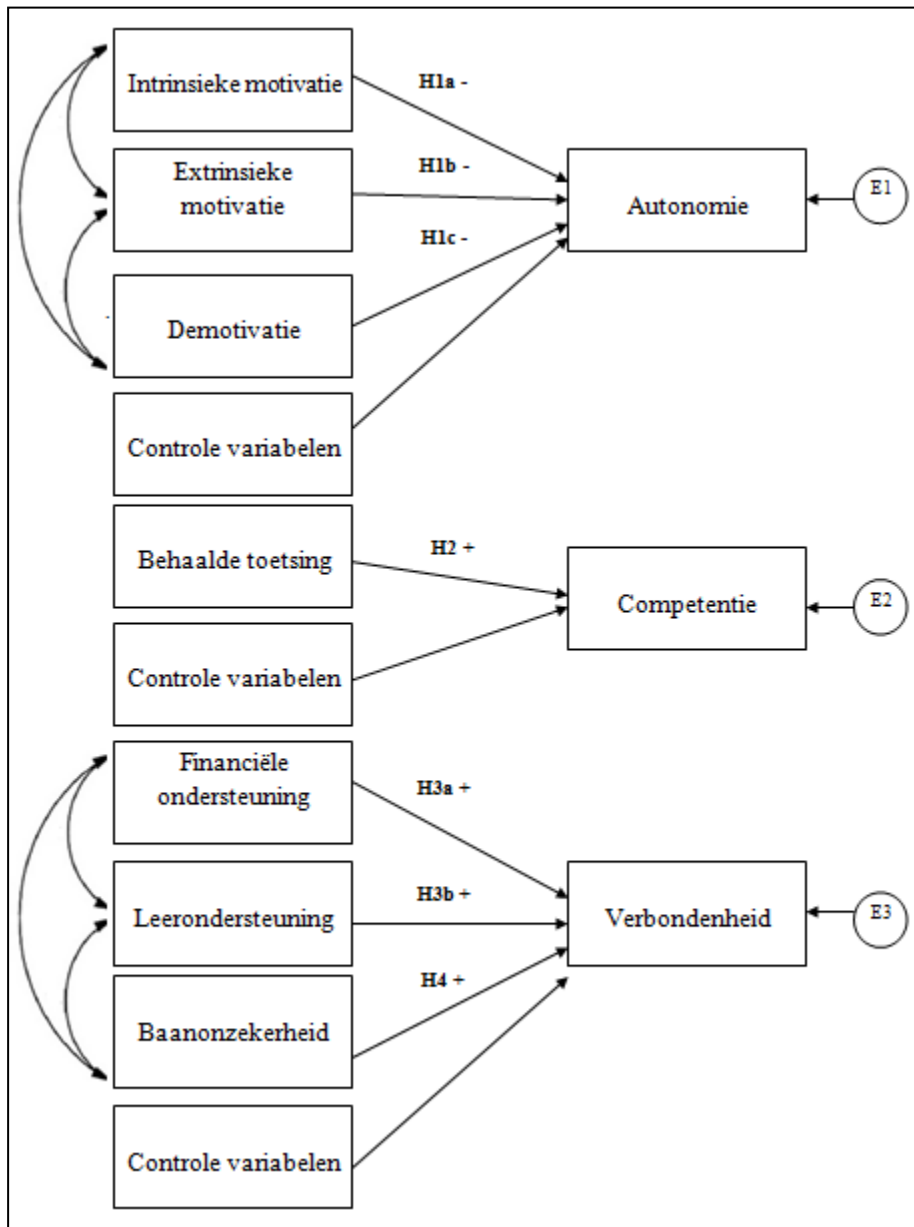 Intrinsieke motivatie
H1a -
Extrinsieke
motivatie
H1b -
Autonomie
E1
H1c -
Demotivatie
Controle variabelen
Behaalde toetsing
H2 +
Competentie
E2
Controle variabelen
Financiële
ondersteuning
H3a +
Leerondersteuning
H3b +
Verbondenheid
E3
H4 +
Baanonzekerheid
Controle variabelen